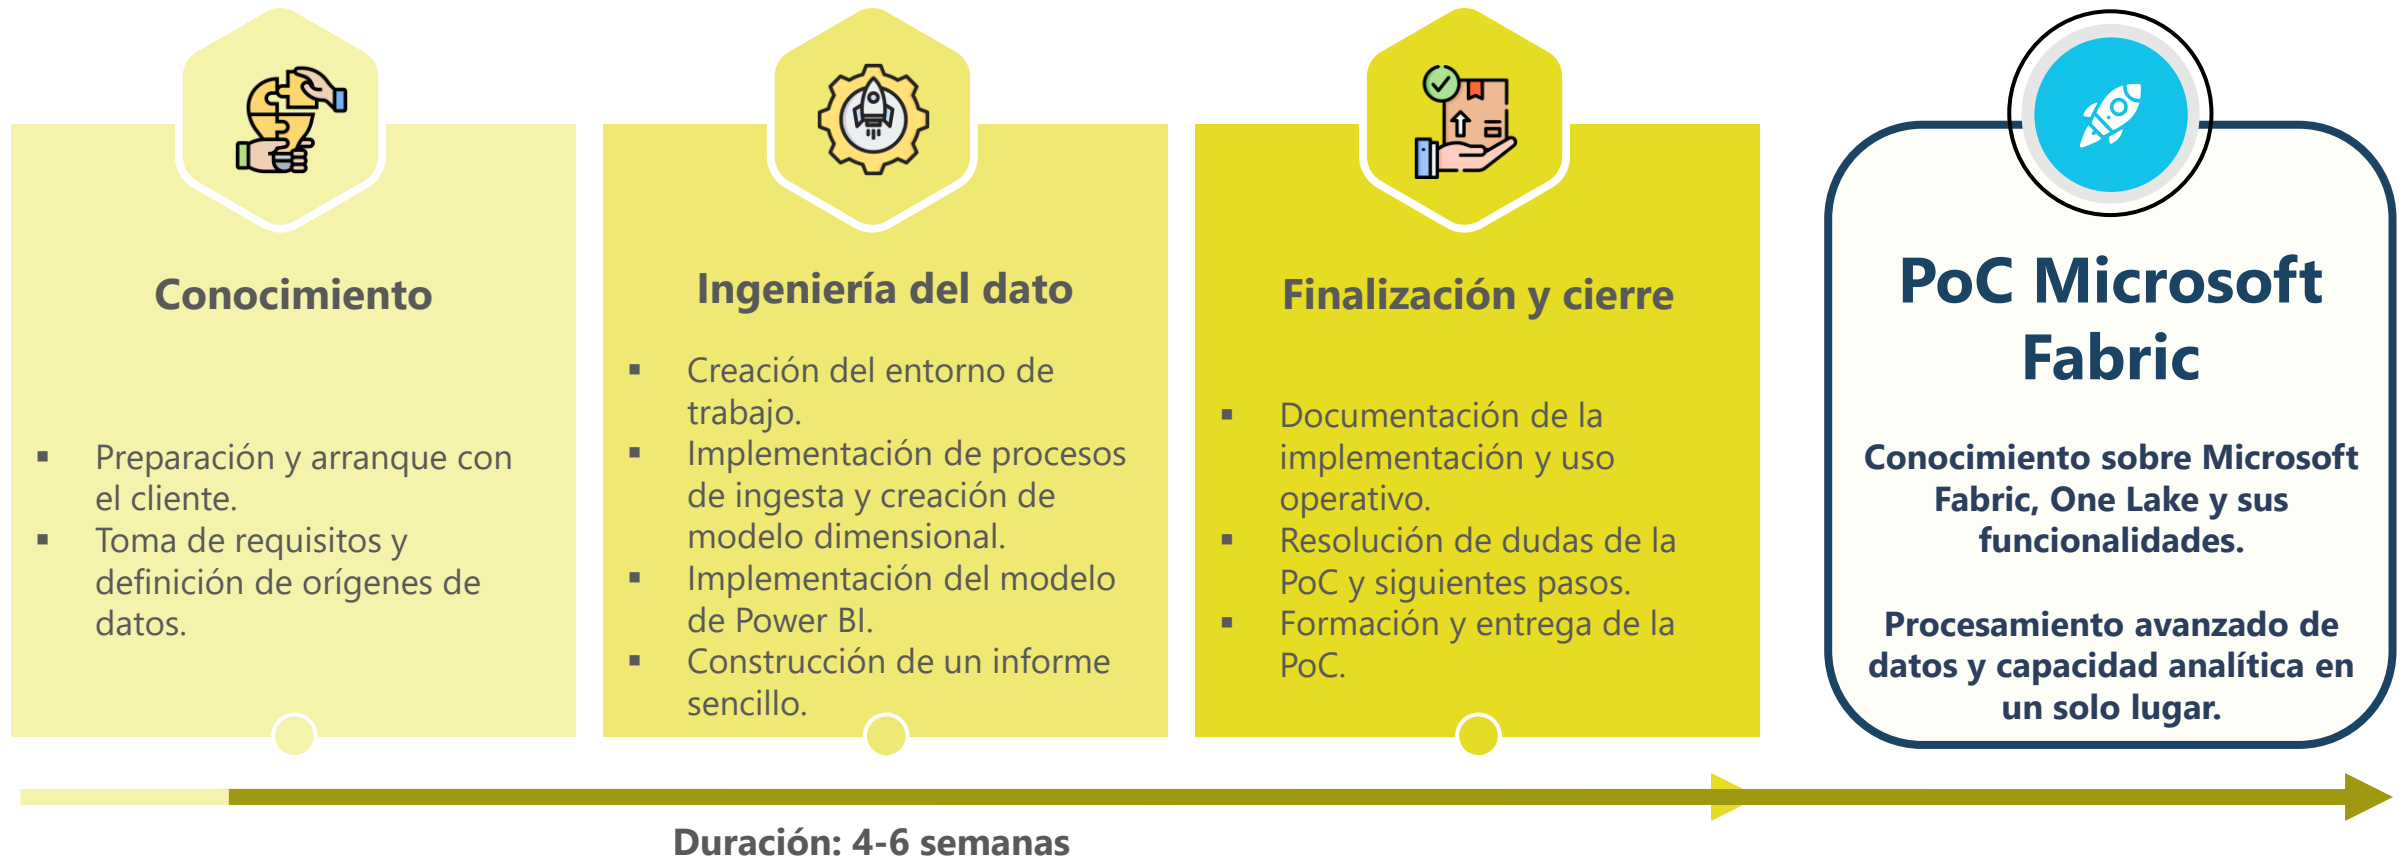 Conocimiento
▪ Preparación y arranque con
el cliente.
▪ Toma de requisitos y
definición de orígenes de
datos.
Ingeniería del dato
▪ Creación del entorno de
trabajo.
▪ Implementación de procesos
de ingesta y creación de
modelo dimensional.
▪ Implementación del modelo
de Power BI.
▪ Construcción de un informe
sencillo.
Finalización y cierre
▪ Documentación de la
implementación y uso
operativo.
▪ Resolución de dudas de la
PoC y siguientes pasos.
▪ Formación y entrega de la
PoC.
PoC Microsoft
Fabric
Conocimiento sobre Microsoft
Fabric, One Lake y sus
funcionalidades.
Procesamiento avanzado de
datos y capacidad analítica en
un solo lugar.
Duración: 4-6 semanas